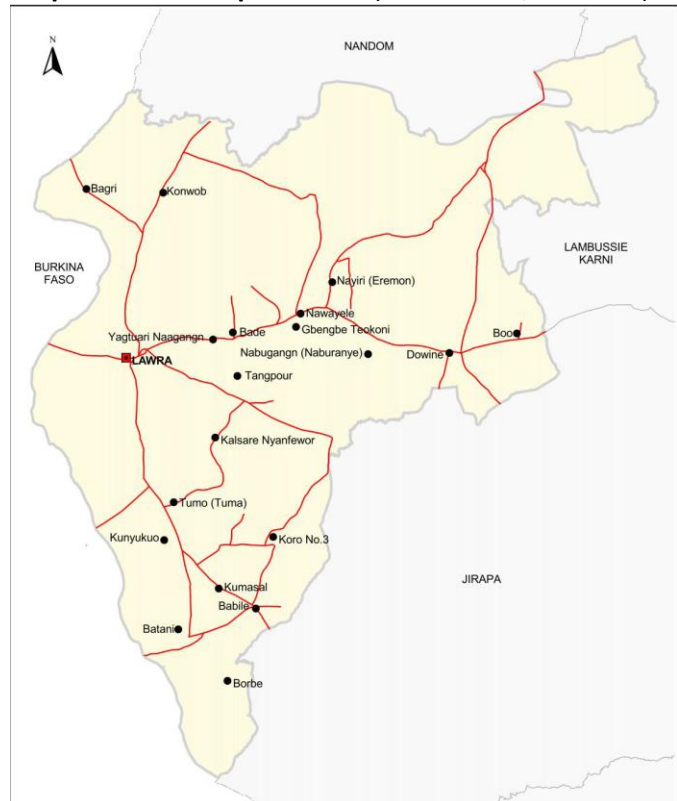 N
NANDOM
Bagri
Konwob
LAMBUSSIE
KARNI
BURKINA
FASO
Nayiri (Eremon)
Nawayele
Gbengbe Teokoni
Bade
Yagtuari Naagangn
Boo
Nabugangn (Naburanye)
Dowine
LAWRA
Tangpour
Kalsare Nyanfewor
Tumo (Tuma)
Kunyukuo
Koro No.3
JIRAPA
Kumasal
Babile
Batani
Borbe